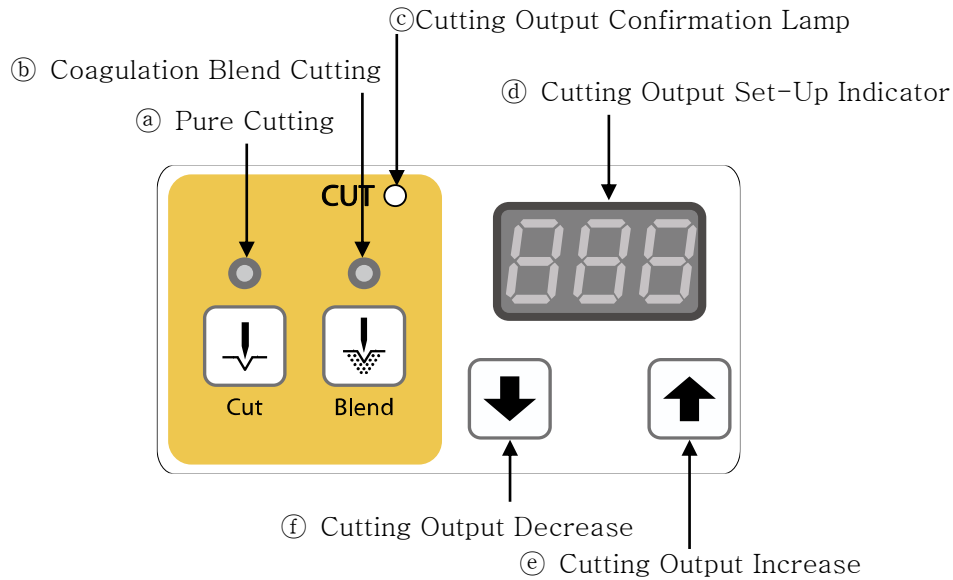 ⓒCutting Output Confirmation Lamp
ⓑ Coagulation Blend Cutting
ⓓ Cutting Output Set-Up Indicator
ⓐ Pure Cutting
CUT
888
Cut
Blend
ⓕ Cutting Output Decrease
ⓔ Cutting Output Increase